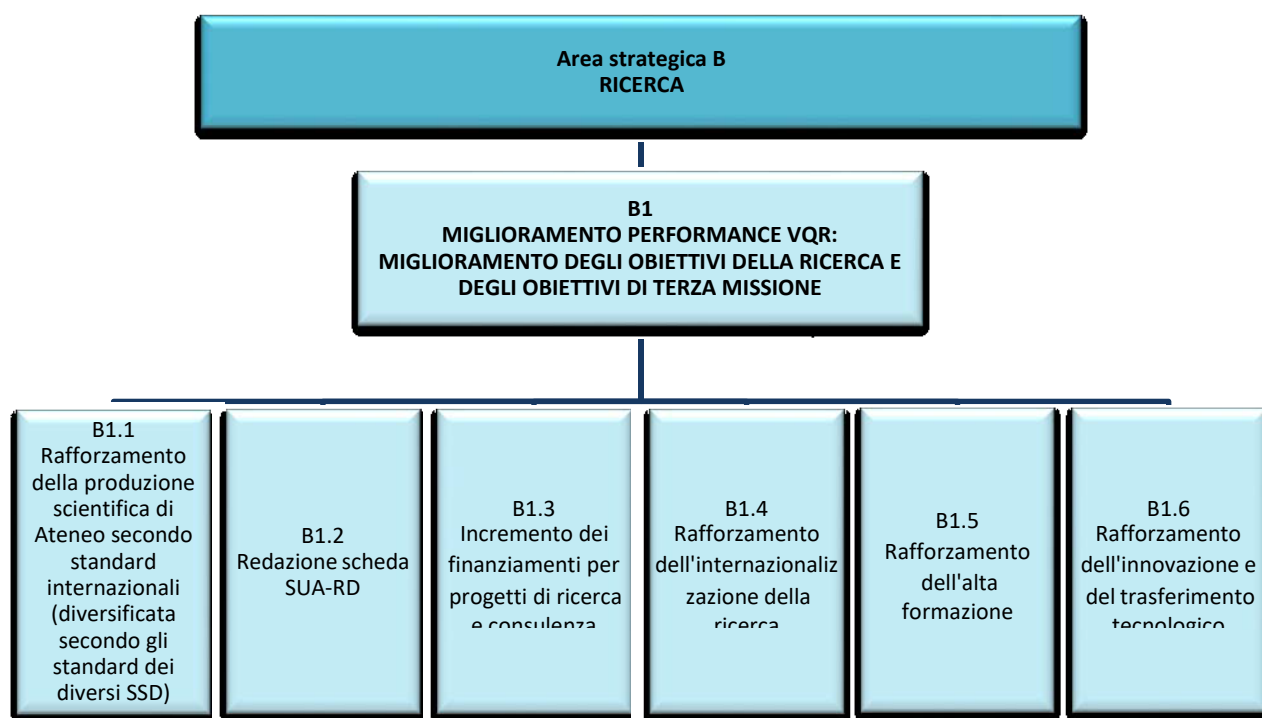 Area strategica B
RICERCA
B1
MIGLIORAMENTO PERFORMANCE VQR:
MIGLIORAMENTO DEGLI OBIETTIVI DELLA RICERCA E
DEGLI OBIETTIVI DI TERZA MISSIONE
B1.1
Rafforzamento
della produzione
scientifica di
Ateneo secondo
standard
internazionali
(diversificata
secondo gli
standard dei
diversi SSD)
B1.2
Redazione scheda
SUA-RD
B1.3
Incremento dei
finanziamenti per
progetti di ricerca
e consulenza
B1.4
Rafforzamento
dell'internazionaliz
zazione della
ricerca
B1.5
Rafforzamento
dell'alta
formazione
B1.6
Rafforzamento
dell'innovazione e
del trasferimento
tecnologico